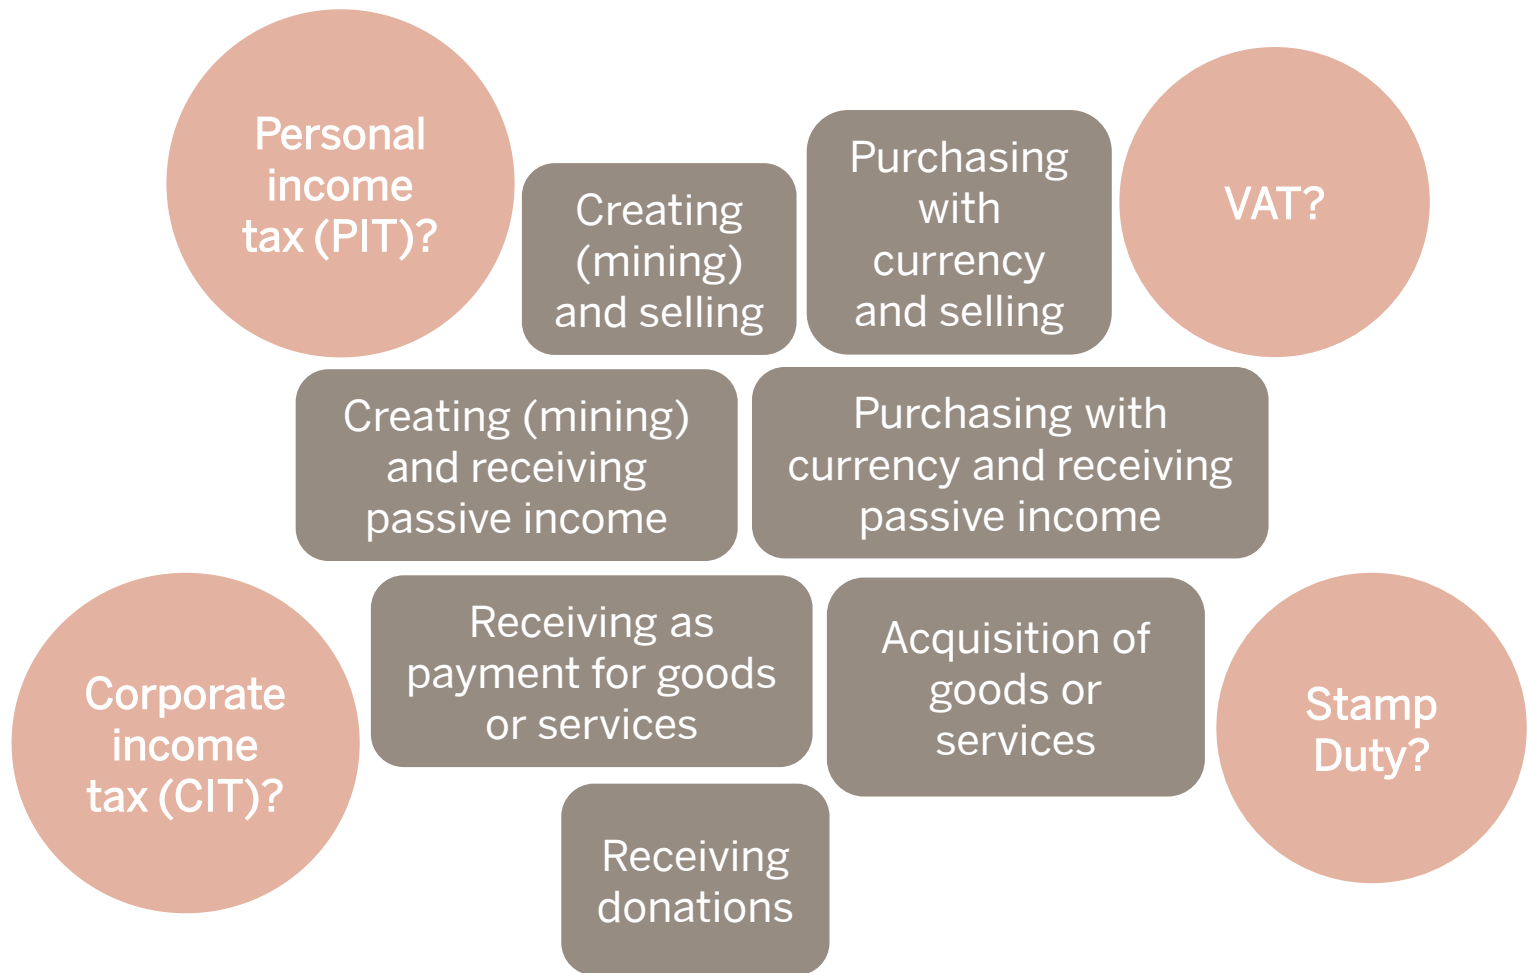 Personal
income
tax (PIT)?
Creating
(mining)
and selling
Purchasing
with
currency
and selling
VAT?
Creating (mining)
and receiving
passive income
Purchasing with
currency and receiving
passive income
Corporate
income
tax (CIT)?
Receiving as
payment for goods
or services
Acquisition of
goods or
services
Stamp
Duty?
Receiving
donations